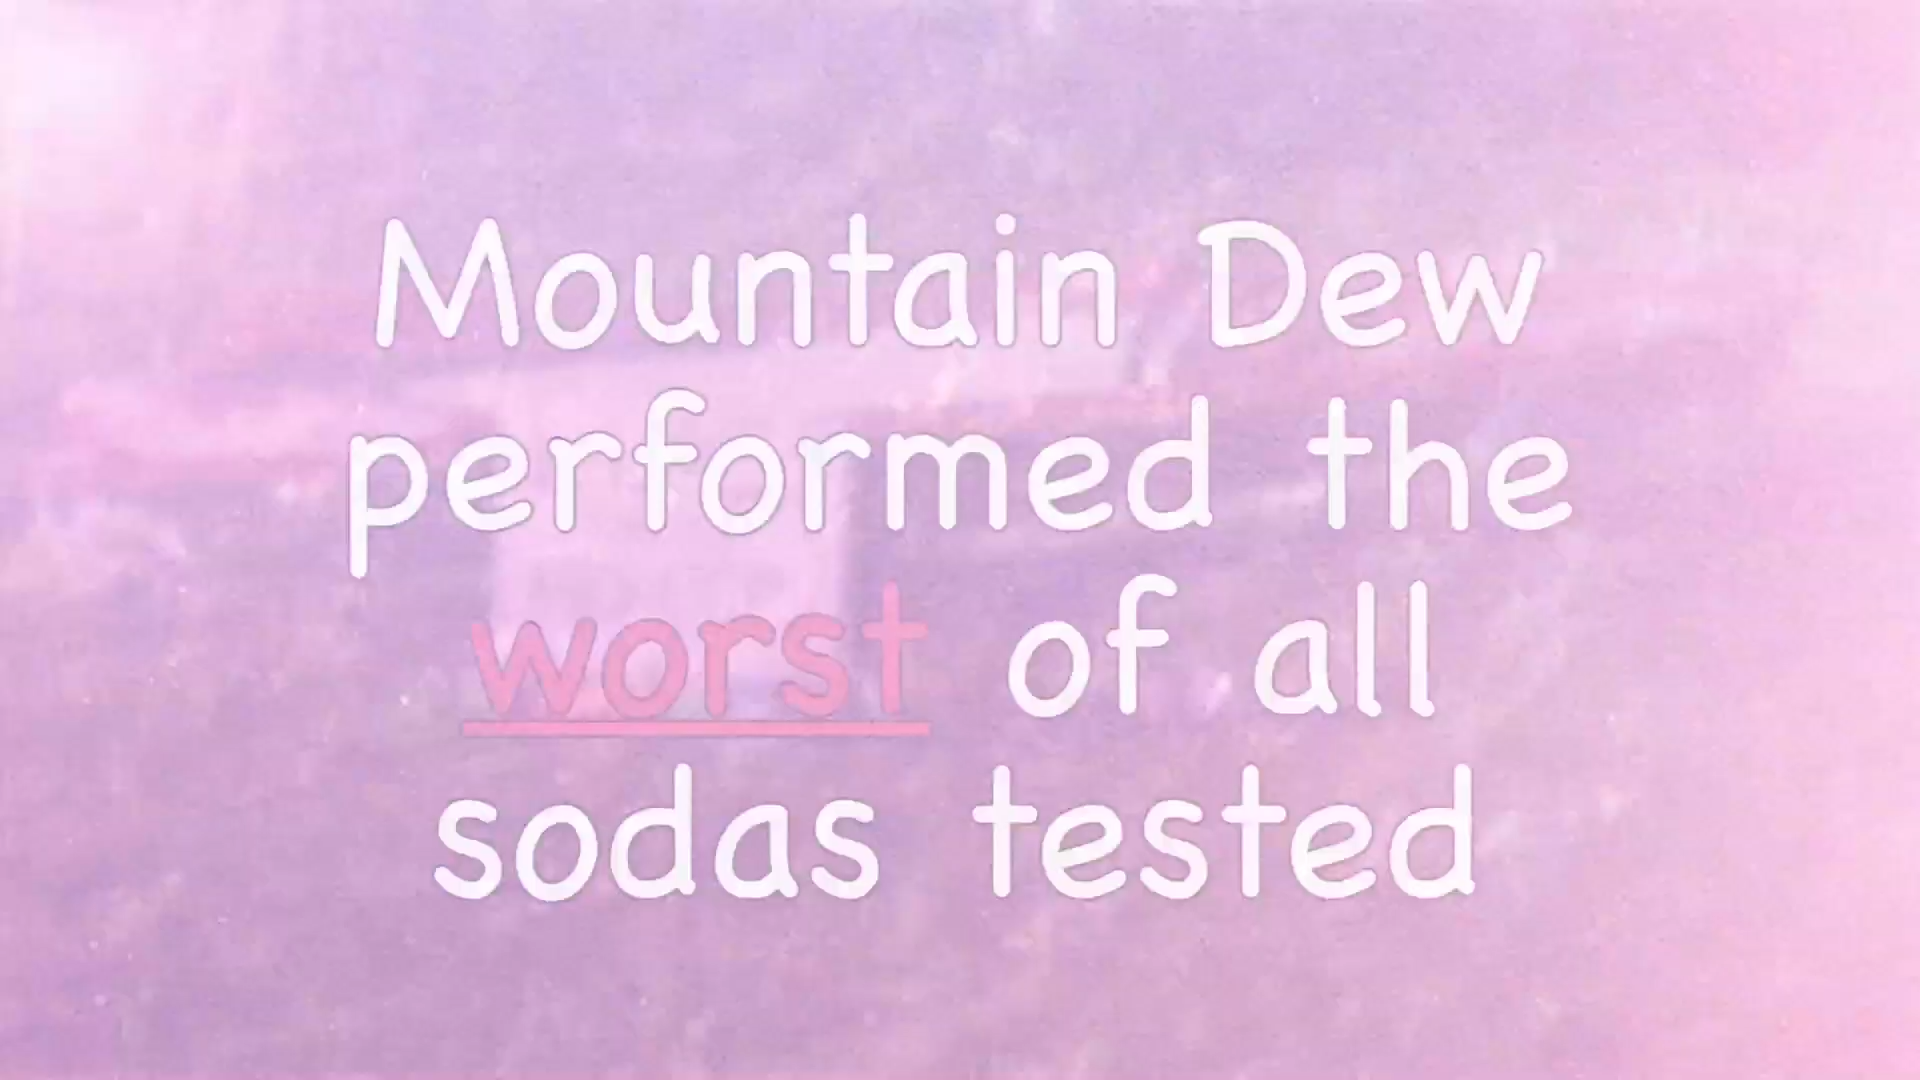 Mountain Dew
performed the
worst of all
sodas tested